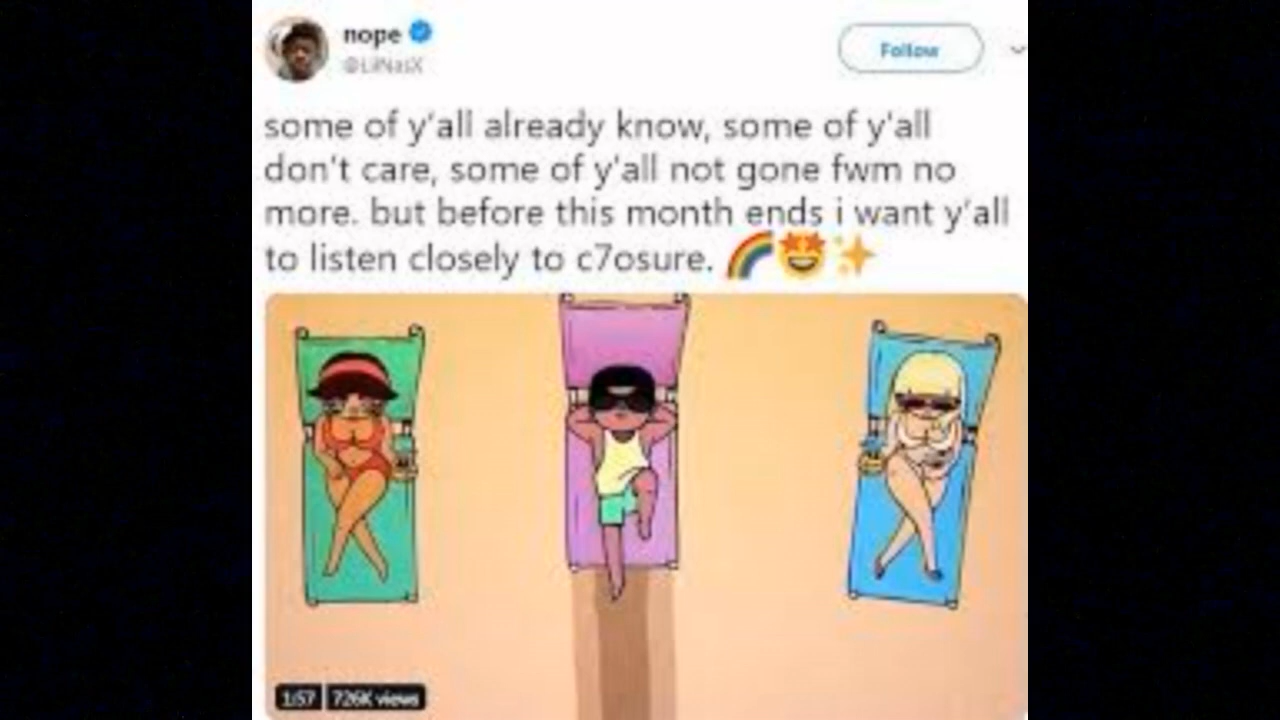 nope
@LilNasX
Follow
some of y'all already know, some of y'all
don't care, some of y'all not gone fwm no
more. but before this month ends i want y'all
to listen closely to c7osure.
1:57 726K views